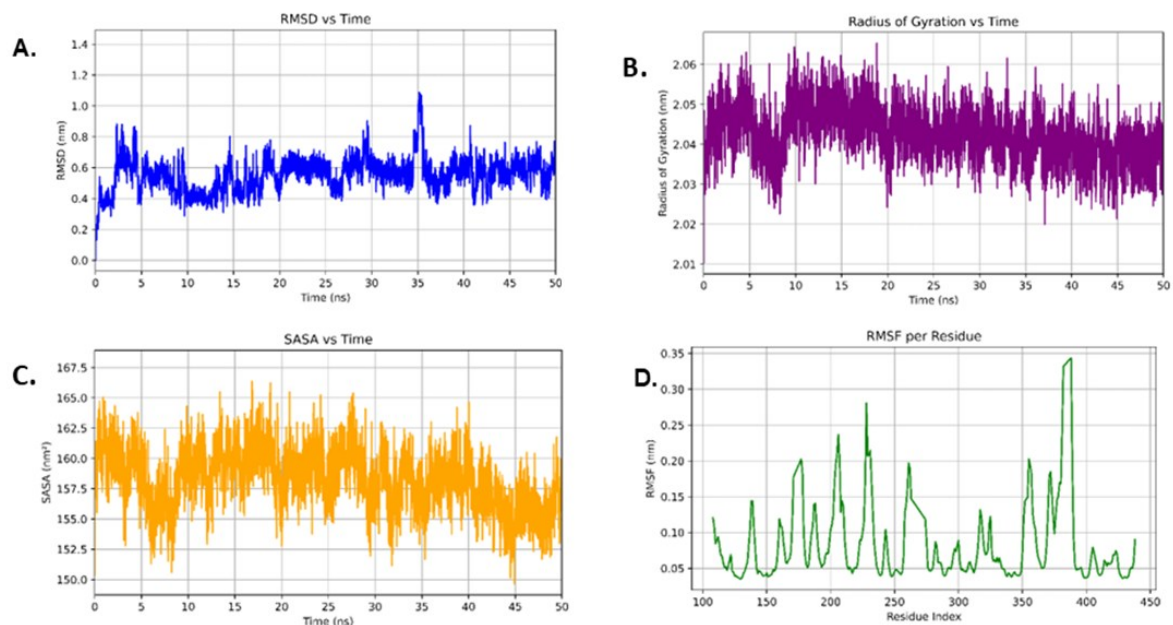 A.
RMSD vs Time
RMSD (nm)
1.4
1.2
1.0
0.8
0.6
0.4
0.2
0.0
0 5 10 15 20 25 30 35 40 45 50
Time (ns)
B.
Radius of Gyration vs Time
Radius of Gyration (nm)
2.06
2.05
2.04
2.03
2.02
2.01
0 5 10 15 20 25 30 35 40 45 50
Time (ns)
C.
SASA vs Time
SASA (nm²)
167.5
165.0
162.5
160.0
157.5
155.0
152.5
150.0
0 5 10 15 20 25 30 35 40 45 50
Time (ns)
D.
RMSF per Residue
RMSF (nm)
0.35
0.30
0.25
0.20
0.15
0.10
0.05
100 150 200 250 300 350 400 450
Residue Index